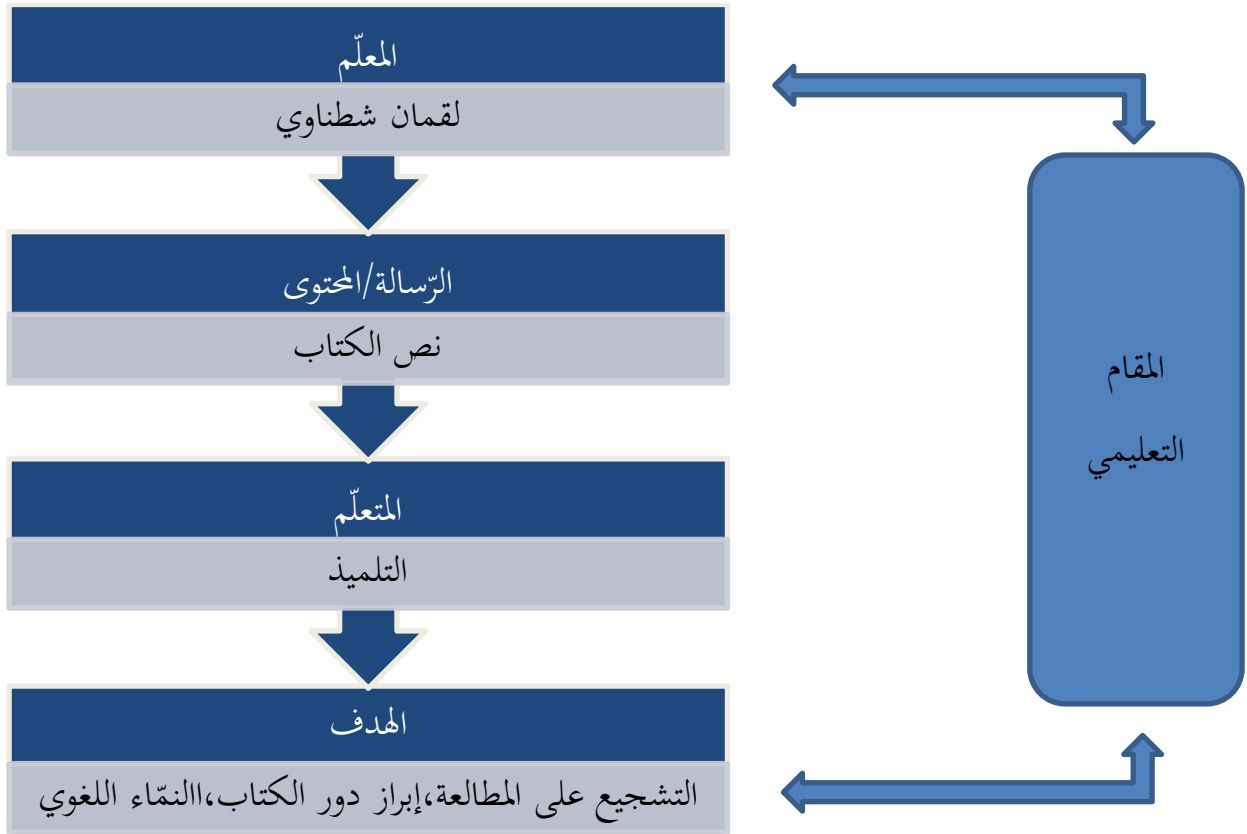 المعلّم
لقمان شطناوي
الرّسالة/المحتوى
نص الكتاب
المتعلّم
التلميذ
الهدف
التشجيع على المطالعة،إبراز دور الكتاب،االنمّاء اللغوي
المقام
التعليمي